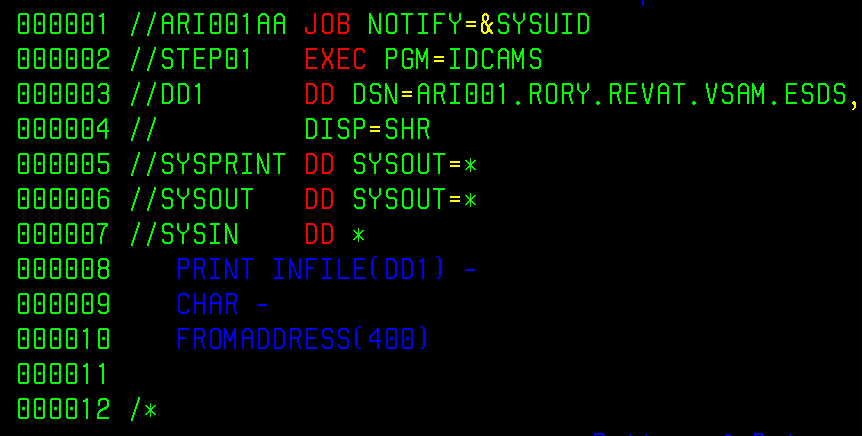 000001 //ARI001AA JOB NOTIFY=&SYSUID
000002 //STEP01   EXEC PGM=IDCAMS
000003 //DD1      DD DSN=ARI001.RORY.REVAT.VSAM.ESDS,
000004 //         DISP=SHR
000005 //SYSPRINT DD SYSOUT=*
000006 //SYSOUT   DD SYSOUT=*
000007 //SYSIN    DD *
000008    PRINT INFILE(DD1) -
000009    CHAR -
000010    FROMADDRESS(400)
000011
000012 /*